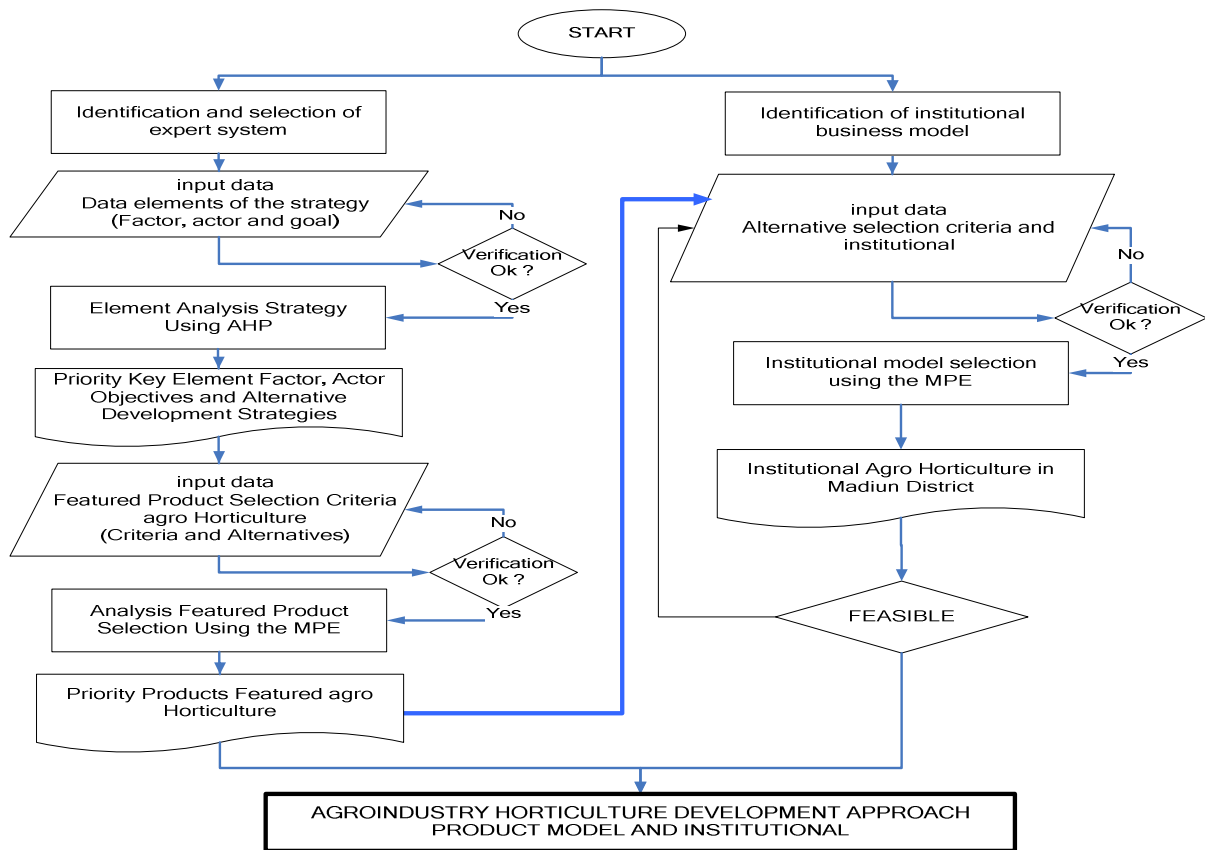 START
Identification and selection of
expert system
input data
Data elements of the strategy
(Factor, actor and goal)
No
Verification
Ok ?
Yes
Element Analysis Strategy
Using AHP
Priority Key Element Factor, Actor
Objectives and Alternative
Development Strategies
input data
Featured Product Selection Criteria
agro Horticulture
(Criteria and Alternatives)
No
Verification
Ok ?
Yes
Analysis Featured Product
Selection Using the MPE
Priority Products Featured agro
Horticulture
Identification of institutional
business model
input data
Alternative selection criteria and
institutional
No
Verification
Ok ?
Yes
Institutional model selection
using the MPE
Institutional Agro Horticulture in
Madiun District
FEASIBLE
AGROINDUSTRY HORTICULTURE DEVELOPMENT APPROACH
PRODUCT MODEL AND INSTITUTIONAL